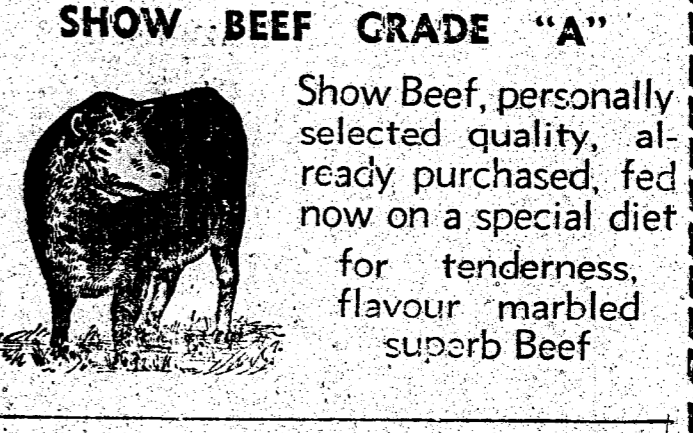 SHOW BEEF GRADE "A"
Show Beef, personally
selected quality, al-
ready purchased, fed
now on a special diet
for tenderness,
flavour marbled
superb Beef